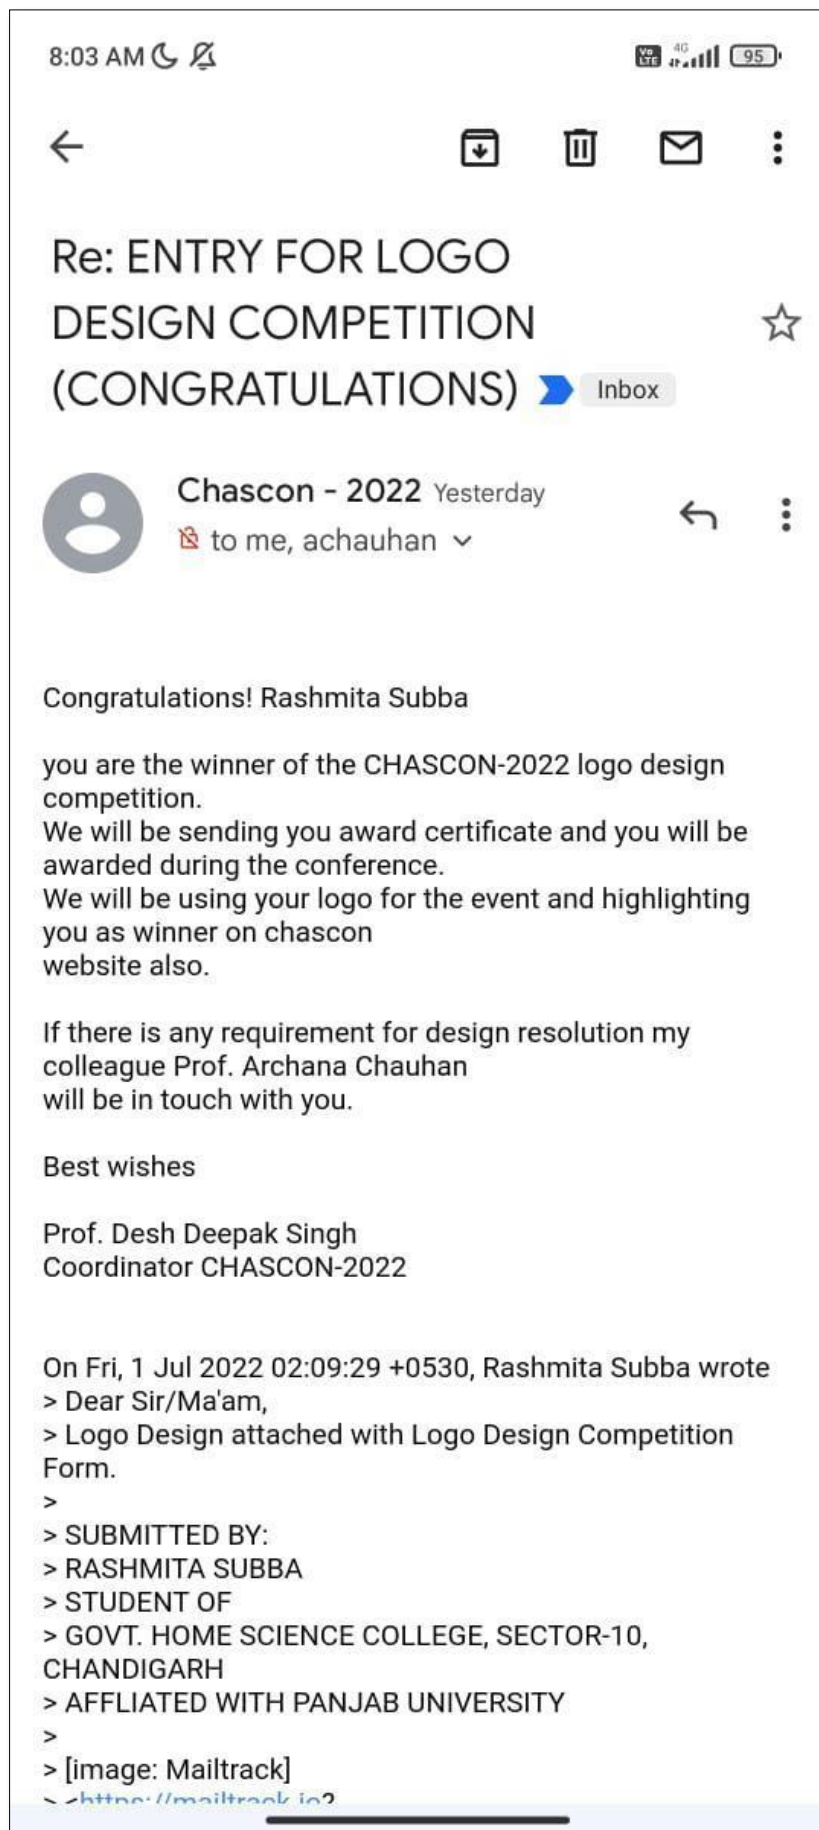 8:03 AM
Vo LTE 4G 95
Re: ENTRY FOR LOGO
DESIGN COMPETITION
(CONGRATULATIONS) Inbox
Chascon - 2022 Yesterday
to me, achauhan
Congratulations! Rashmita Subba
you are the winner of the CHASCON-2022 logo design
competition.
We will be sending you award certificate and you will be
awarded during the conference.
We will be using your logo for the event and highlighting
you as winner on chascon
website also.
If there is any requirement for design resolution my
colleague Prof. Archana Chauhan
will be in touch with you.
Best wishes
Prof. Desh Deepak Singh
Coordinator CHASCON-2022
On Fri, 1 Jul 2022 02:09:29 +0530, Rashmita Subba wrote
> Dear Sir/Ma'am,
> Logo Design attached with Logo Design Competition
Form.
>
> SUBMITTED BY:
> RASHMITA SUBBA
> STUDENT OF
> GOVT. HOME SCIENCE COLLEGE, SECTOR-10,
CHANDIGARH
> AFFLIATED WITH PANJAB UNIVERSITY
>
> [image: Mailtrack]
> <https://mailtrack.io?